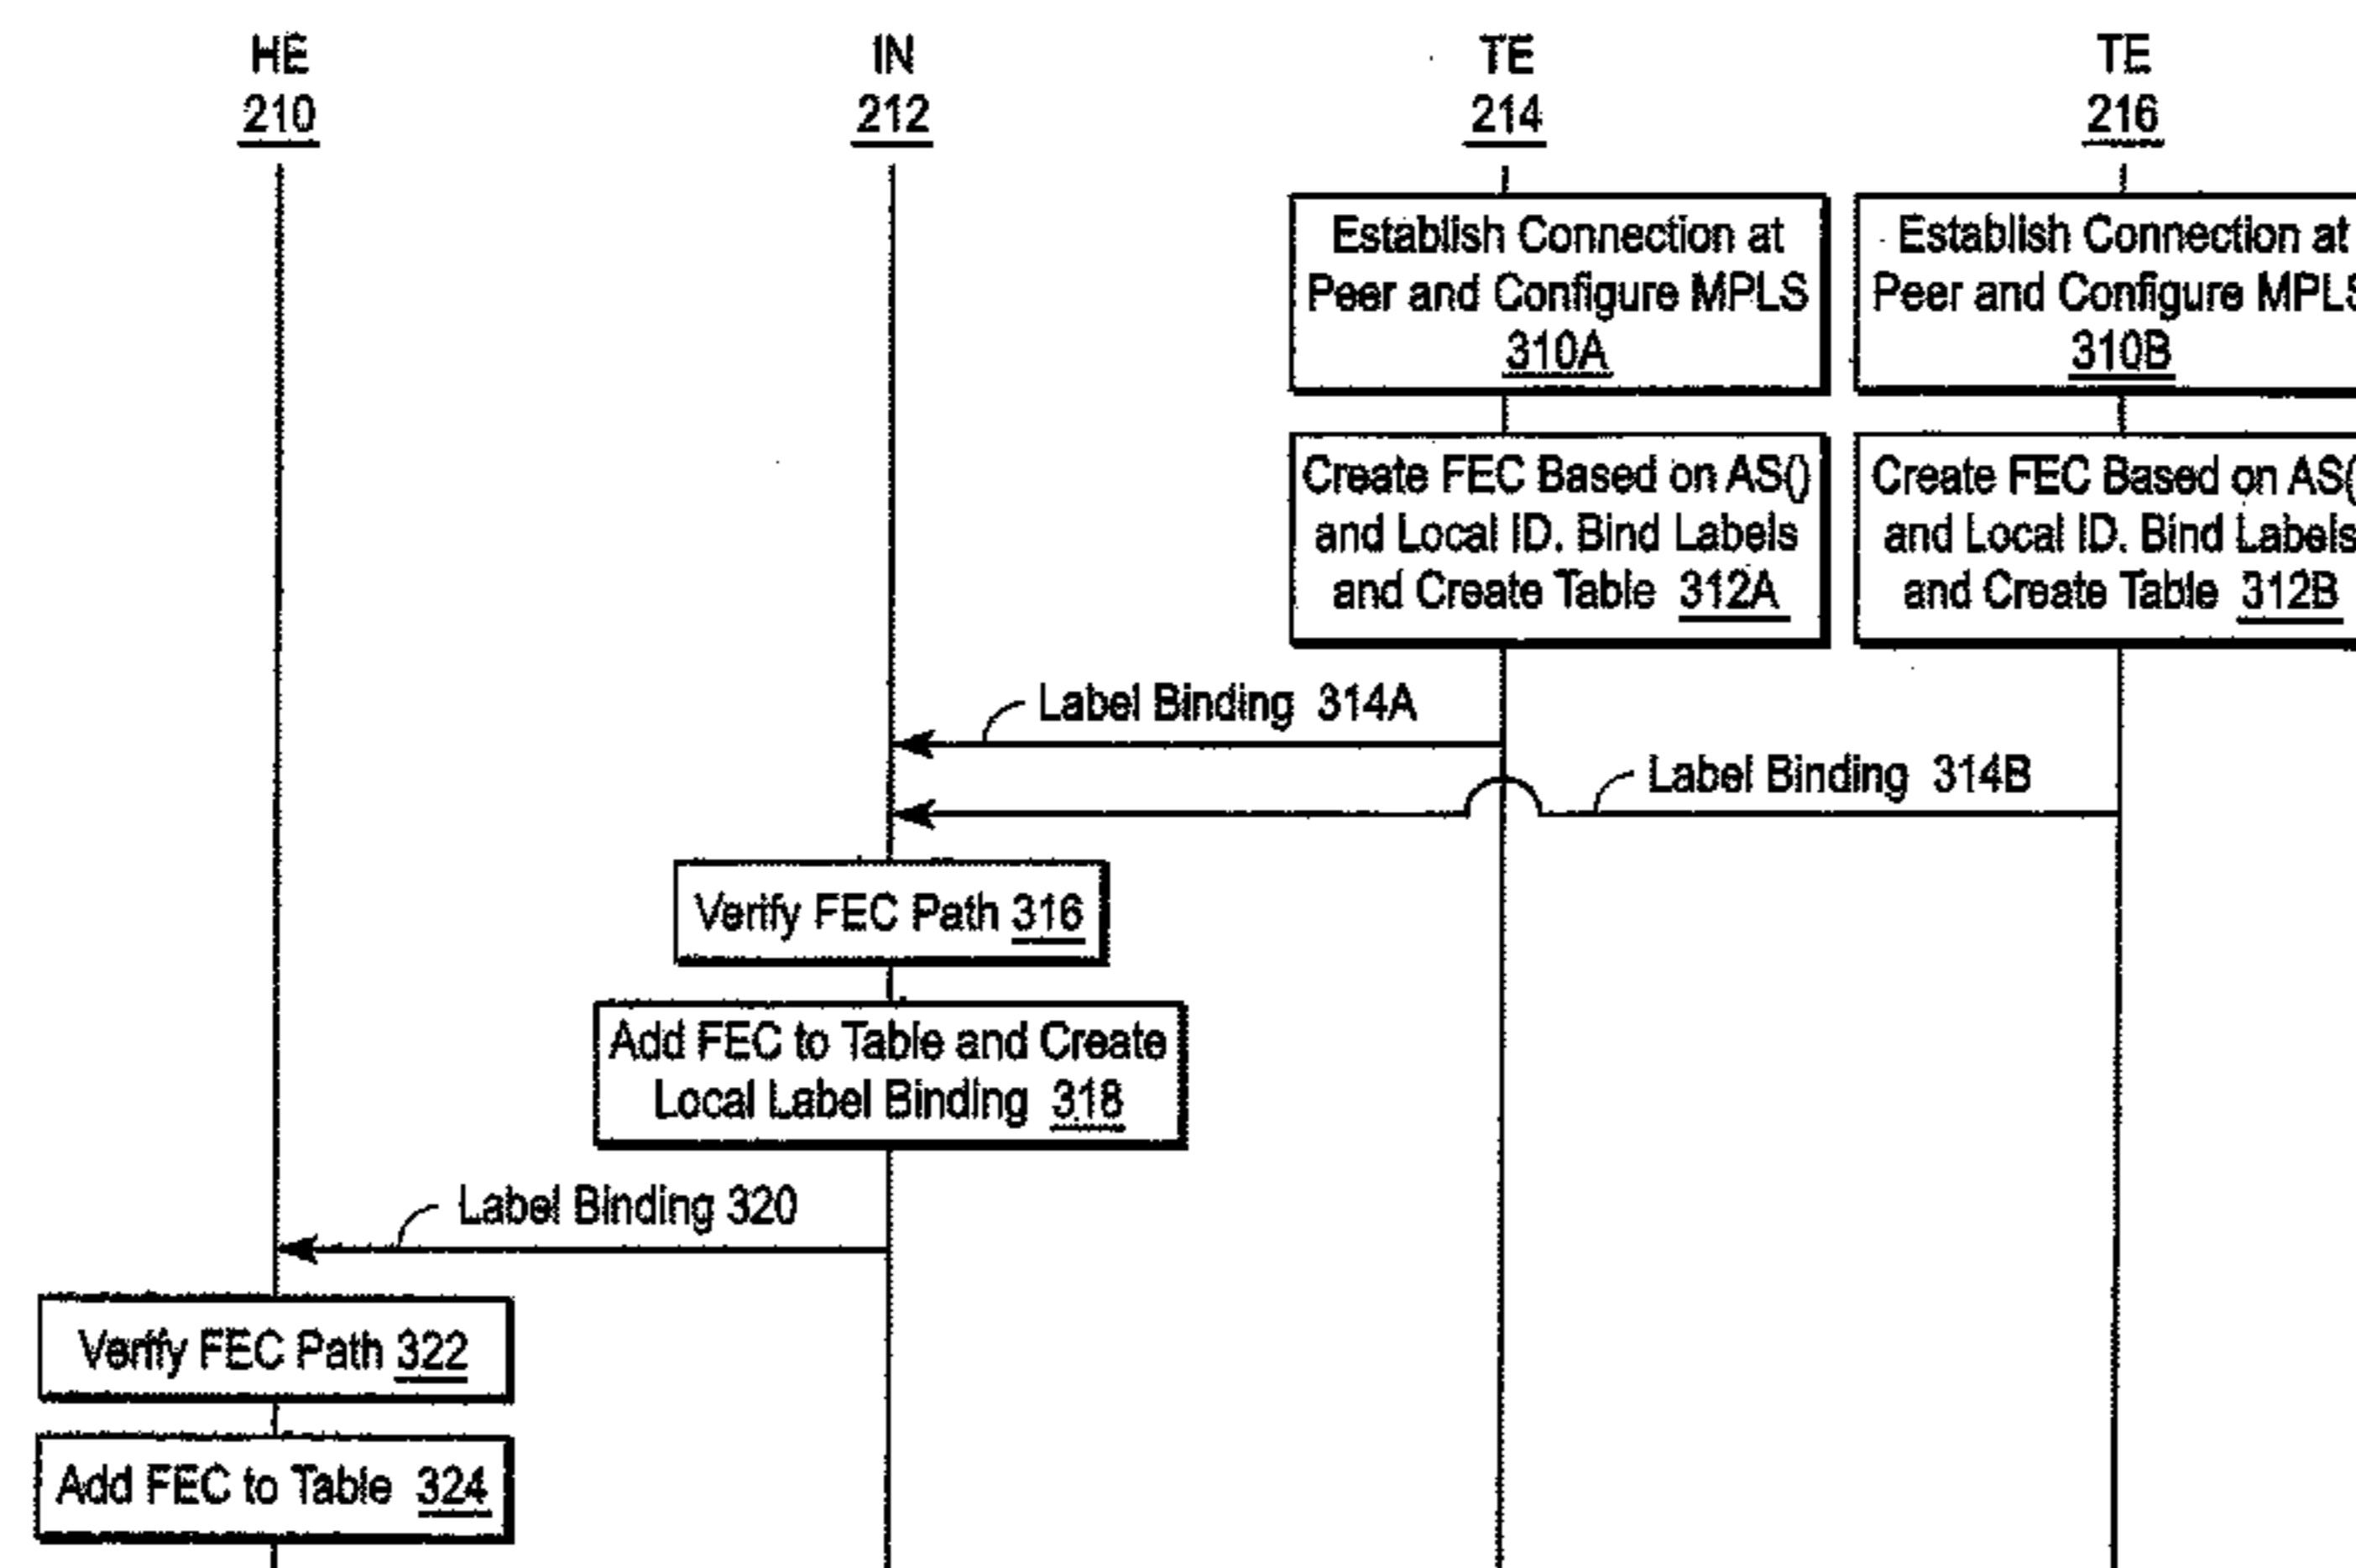 HE
210
IN
212
TE
214
TE
216
Establish Connection at
Peer and Configure MPLS
310A
Establish Connection at
Peer and Configure MPLS
310B
Create FEC Based on AS()
and Local ID. Bind Labels
and Create Table 312A
Create FEC Based on AS(
and Local ID. Bind Labels
and Create Table 312B
Label Binding 314A
Label Binding 314B
Verify FEC Path 316
Add FEC to Table and Create
Local Label Binding 318
Label Binding 320
Verify FEC Path 322
Add FEC to Table 324